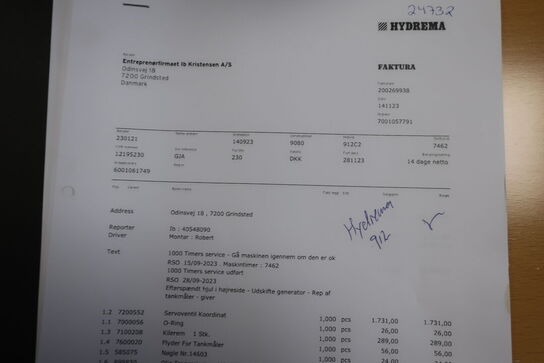 24732
HYDREMA
Entreprenørfirmaet Ib Kristensen A/S
Odinsvej 18
7200 Grindsted
Danmark
FAKTURA
200269938
141123
7001057791
230121 140923 9080 912C2 7462
12195230 GJA 230 DKK 281123 14 dage netto
6001061749
Address Odinsvej 18 , 7200 Grindsted
Reporter Ib : 40548090
Driver Montør : Robert
Hydrema
912
Text 1000 Timers service - Gå maskinen igennem om den er ok
RSO 15/09-2023 . Maskintimer : 7462
1000 Timers service udført
RSO 28/09-2023
Efterspændt hjul i højreside - Udskifte generator - Rep af
tankmåler - giver
1.2 7200552 Servoventil Koordinat 1,000 pcs 1.731,00 1.731,00
1.1 7000056 O-Ring 1,000 pcs 26,00 26,00
1.3 7100208 Kilerem 1 Stk. 1,000 pcs 289,00 289,00
1.4 7600020 Flyder For Tankmåler 1,000 pcs 56,00 56,00
1.5 585075 Nøgle Nr.14603 1,000 pcs 24,00 24,00